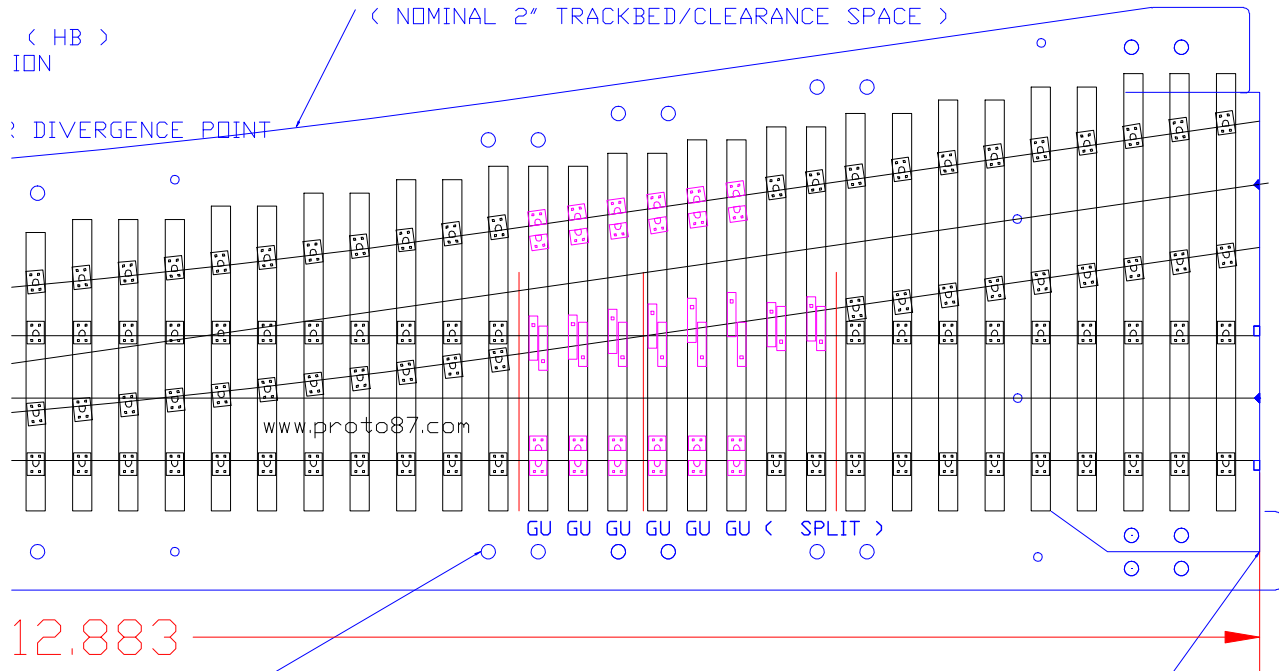 ( NOMINAL 2" TRACKBED/CLEARANCE SPACE )
( HB )
ION
R DIVERGENCE POINT
www.proto87.com
GU GU GU GU GU GU ( SPLIT )
12.883